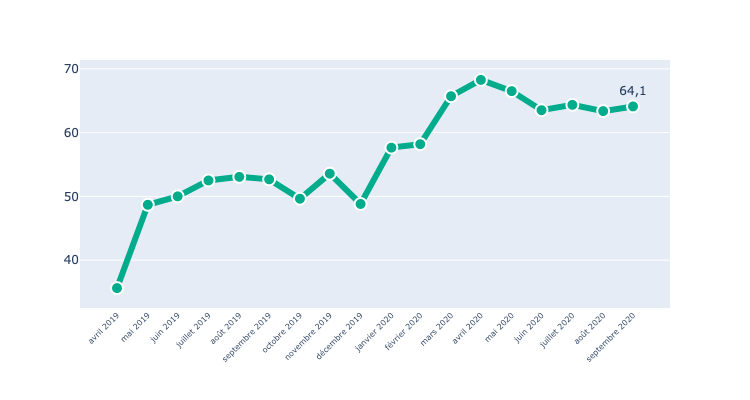 70
60
50
40
64,1
avril 2019
mai 2019
juin 2019
juillet 2019
août 2019
septembre 2019
octobre 2019
novembre 2019
décembre 2019
janvier 2020
février 2020
mars 2020
avril 2020
mai 2020
juin 2020
juillet 2020
août 2020
septembre 2020